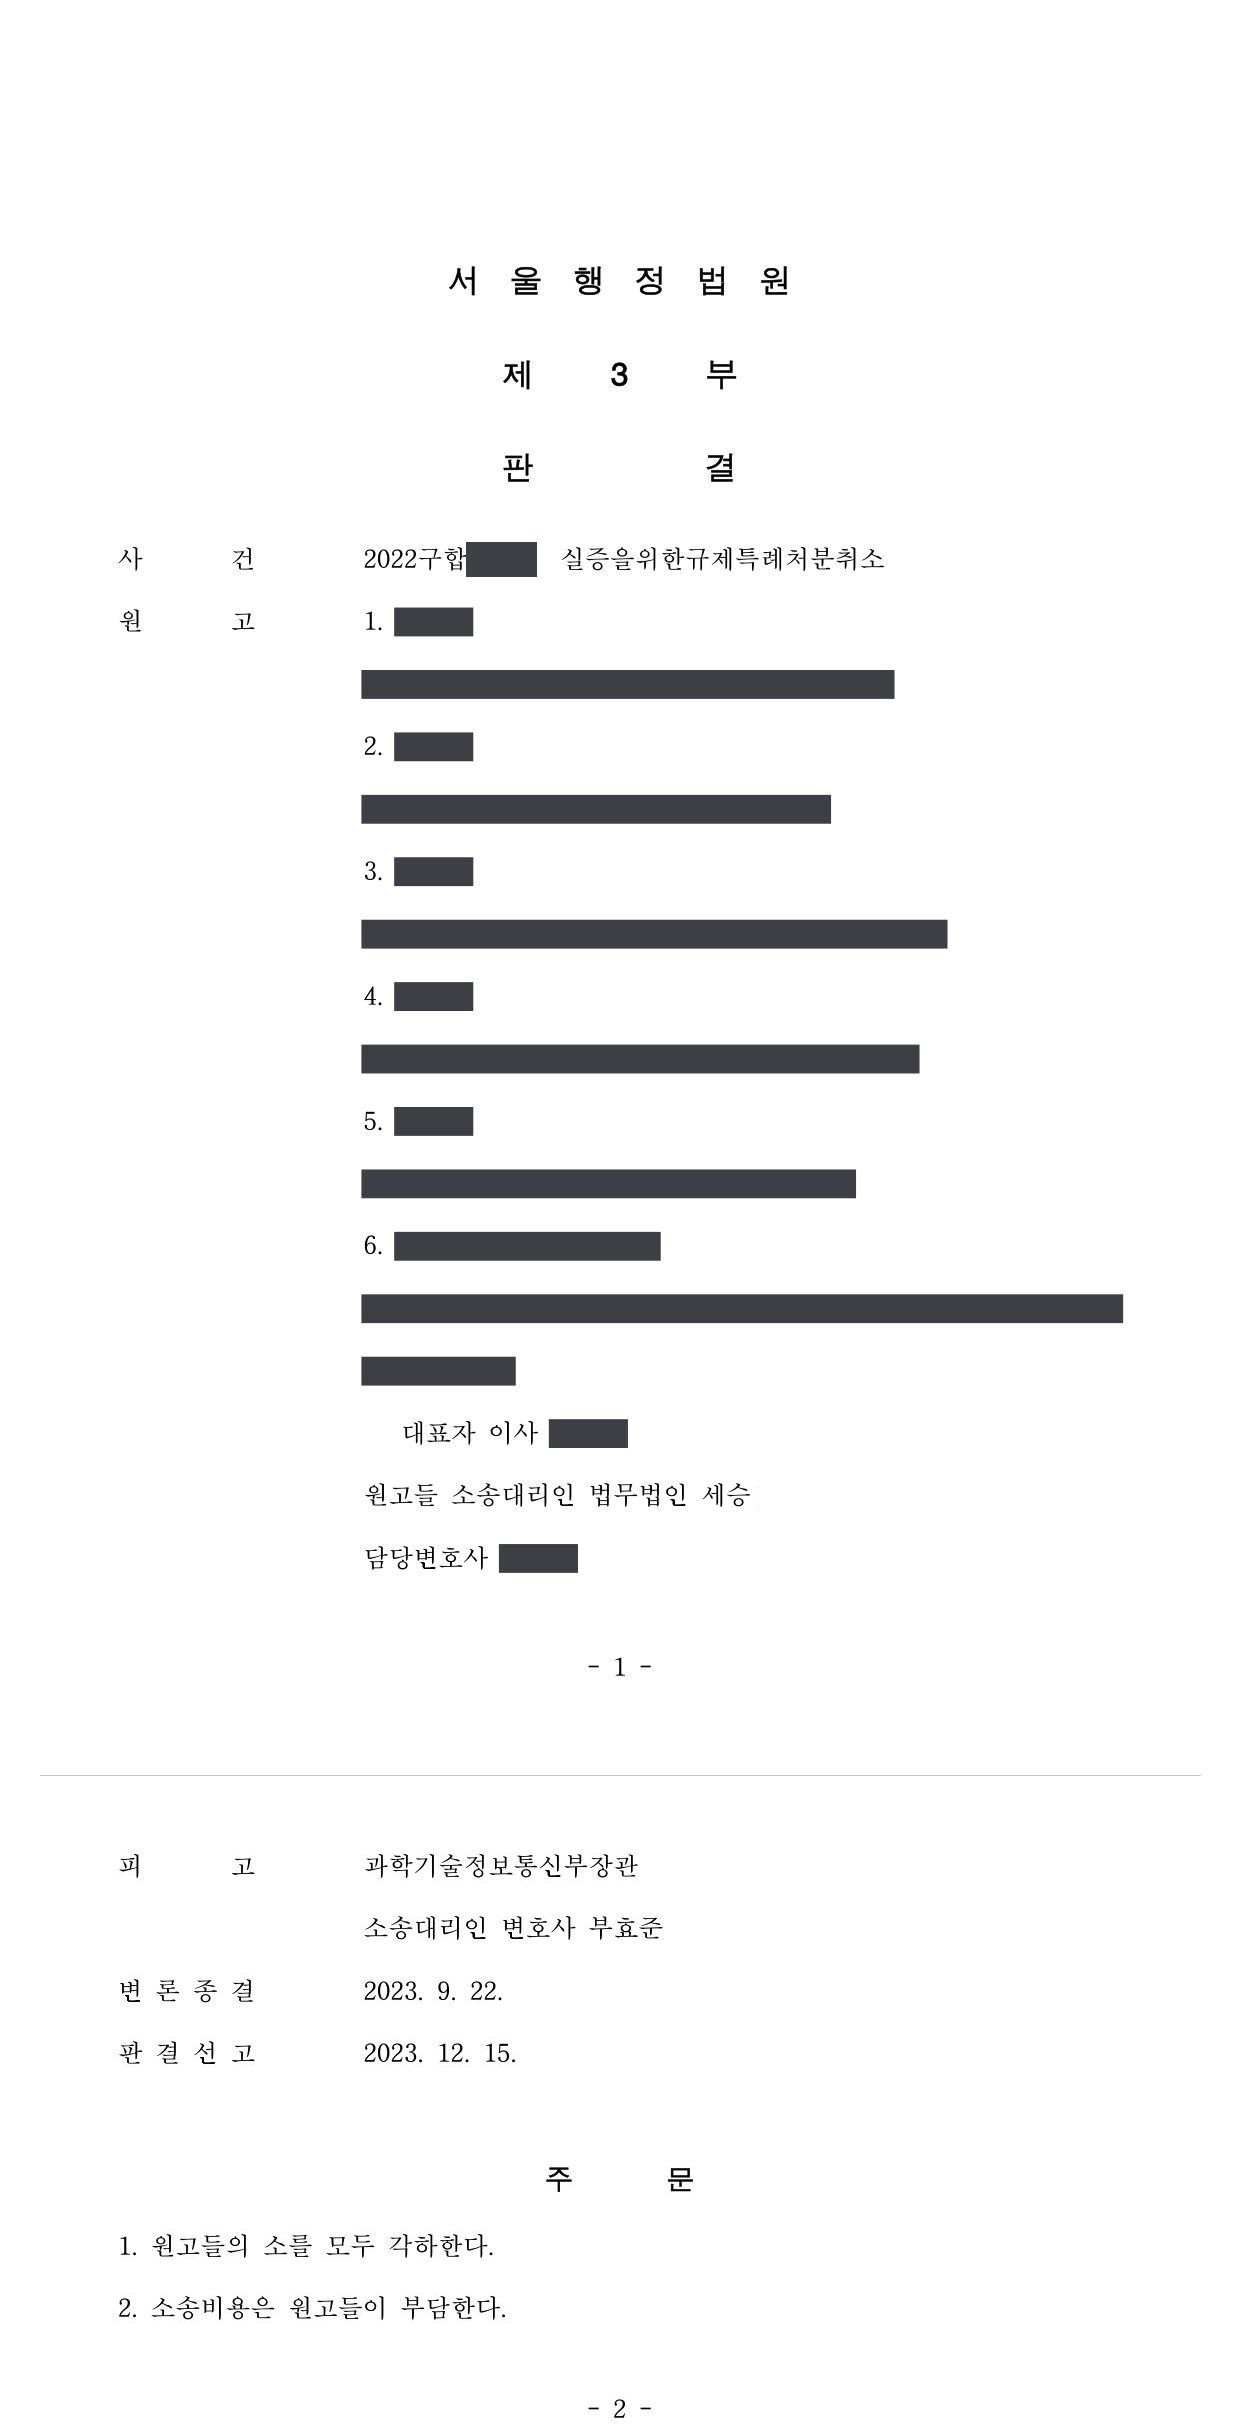 서 울 행 정 법 원
제 3 부
판 결
사 건 2022구합 실증을위한규제특례처분취소
원 고 1.
2.
3.
4.
5.
6.
대표자 이사
원고들 소송대리인 법무법인 세승
담당변호사
- 1 -
피 고 과학기술정보통신부장관
소송대리인 변호사 부효준
변 론 종 결 2023. 9. 22.
판 결 선 고 2023. 12. 15.
주 문
1. 원고들의 소를 모두 각하한다.
2. 소송비용은 원고들이 부담한다.
- 2 -